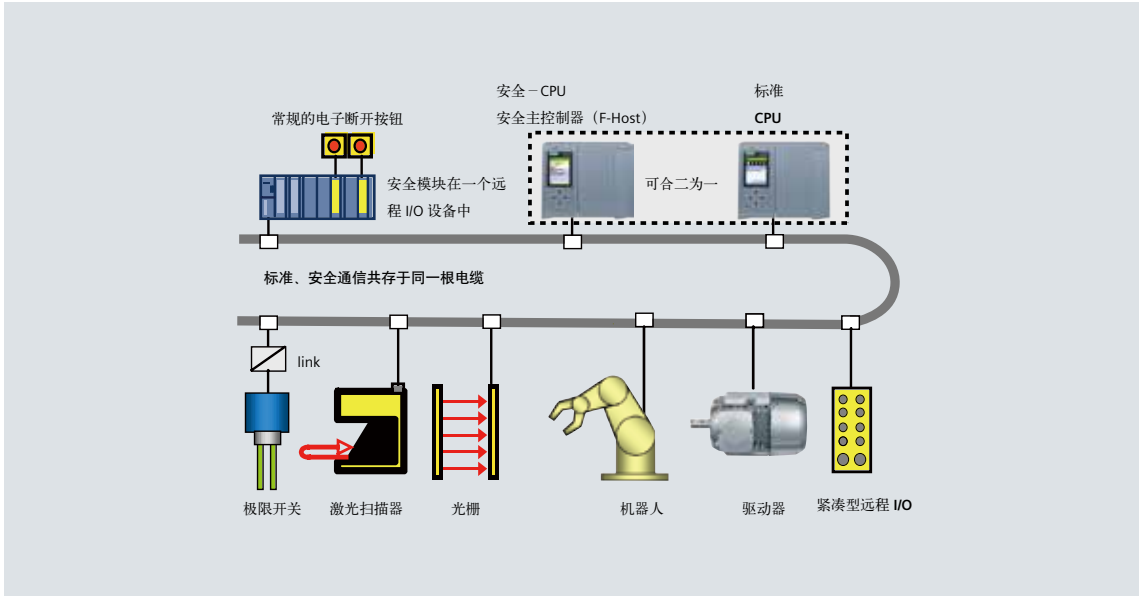 安全－CPU
标准
常规的电子断开按钮
安全主控制器（F-Host）
CPU
安全模块在一个远
程 I/O 设备中
可合二为一
标准、安全通信共存于同一根电缆
link
极限开关
激光扫描器
光栅
机器人
驱动器
紧凑型远程 I/O